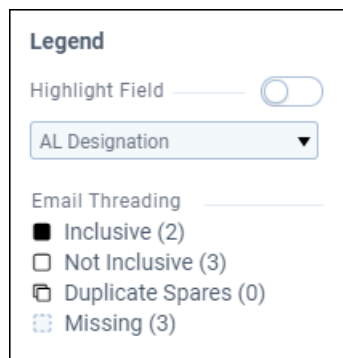 Legend
Highlight Field
AL Designation
Email Threading
Inclusive (2)
Not Inclusive (3)
Duplicate Spares (0)
Missing (3)